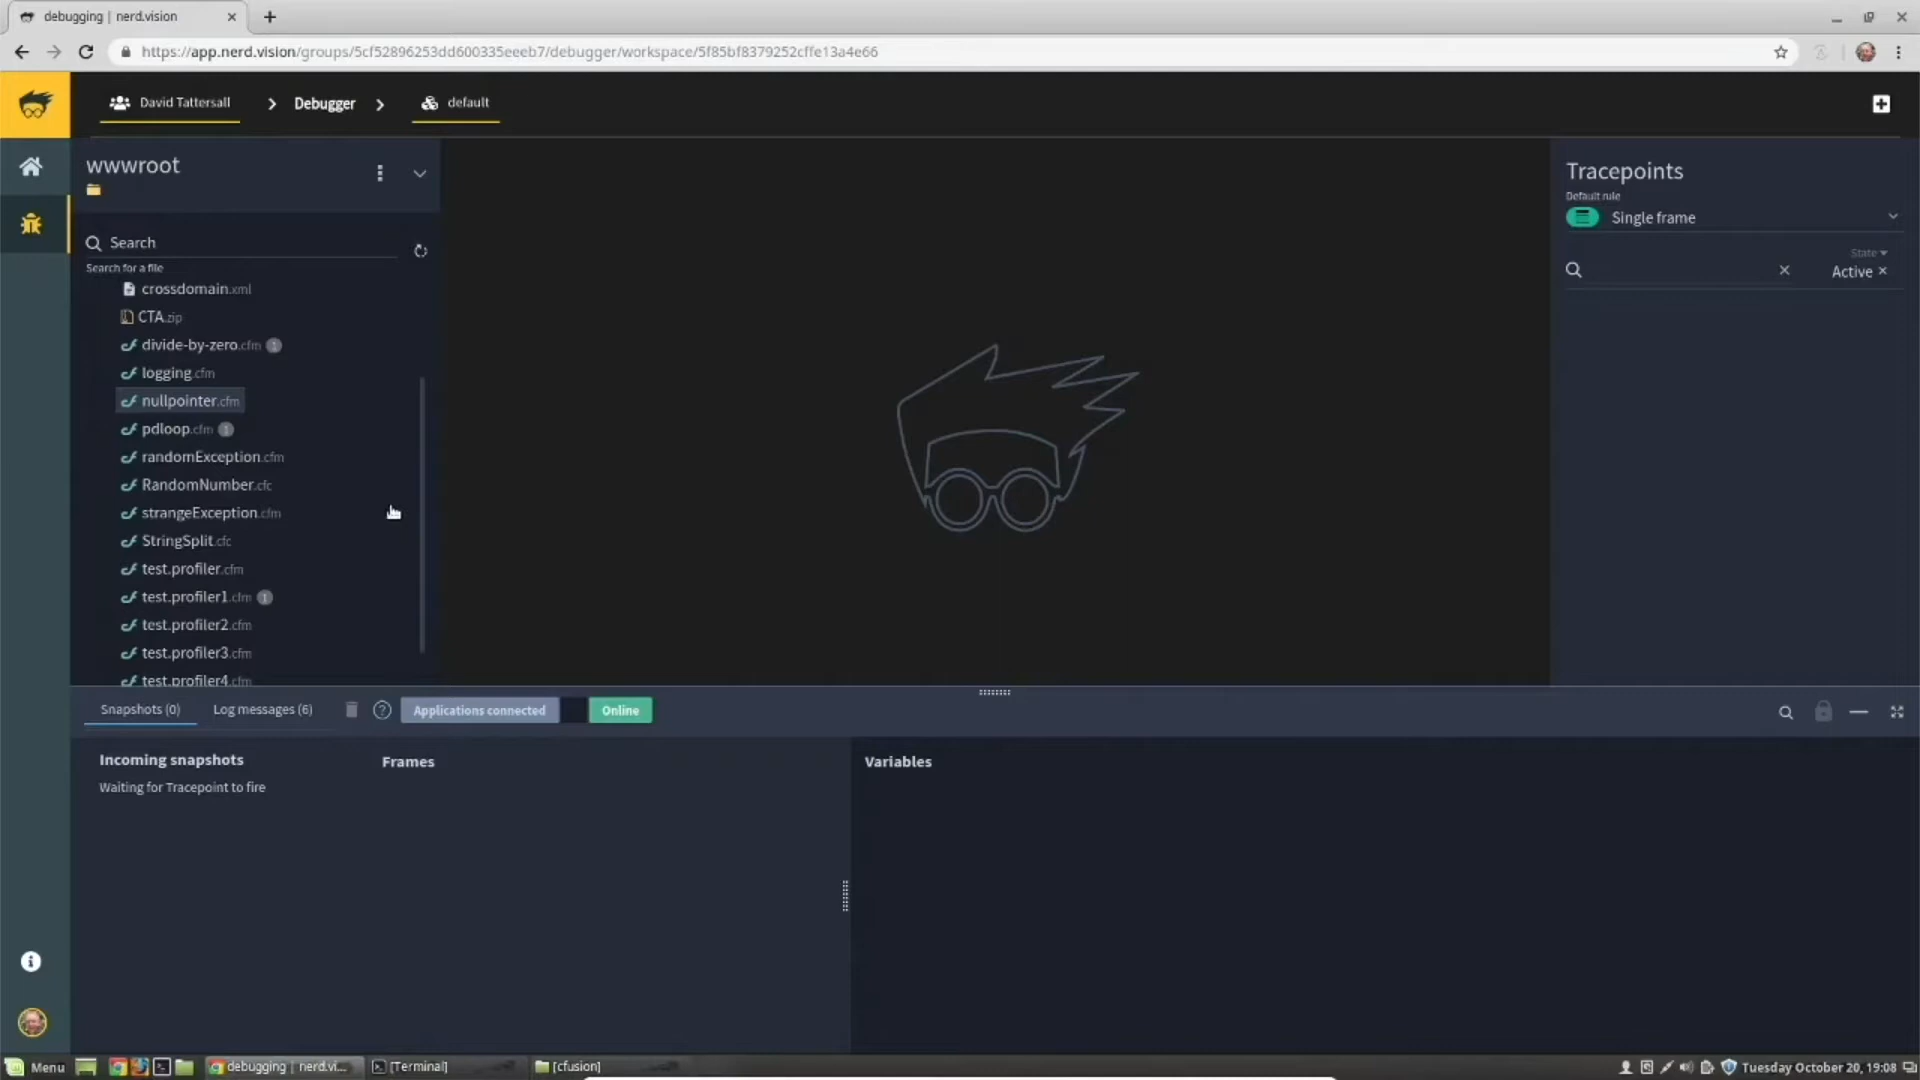 debugging | nerd.vision
https://app.nerd.vision/groups/5cf52896253dd600335eeeb7/debugger/workspace/5f85bf8379252cffe13a4e66
David Tattersall
Debugger
default
wwwroot
Search
Search for a file
crossdomain.xml
CTA.zip
divide-by-zero.cfm 1
logging.cfm
nullpointer.cfm
pdloop.cfm 1
randomException.cfm
RandomNumber.cfc
strangeException.cfm
StringSplit.cfc
test.profiler.cfm
test.profiler1.cfm 1
test.profiler2.cfm
test.profiler3.cfm
test.profiler4.cfm
Tracepoints
Default rule
Single frame
State
Active
Snapshots (0)
Log messages (6)
Applications connected
Online
Incoming snapshots
Waiting for Tracepoint to fire
Frames
Variables
Menu
debugging | nerd.vi...
[Terminal]
[cfusion]
Tuesday October 20, 19:08